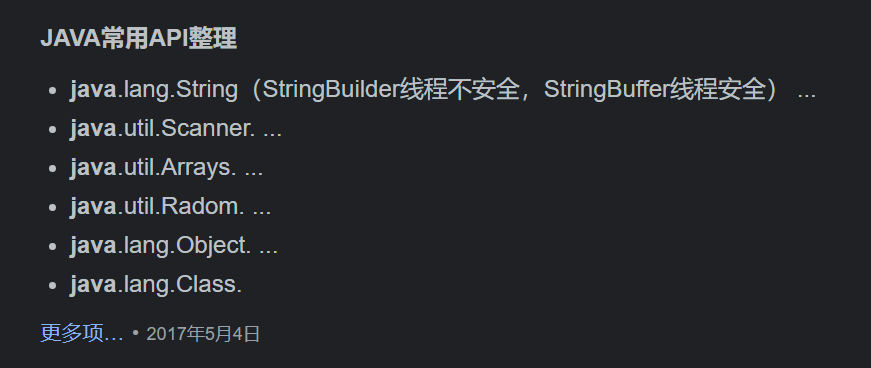 JAVA常用API整理
java.lang.String（StringBuilder线程不安全，StringBuffer线程安全） ...
java.util.Scanner. ...
java.util.Arrays. ...
java.util.Radom. ...
java.lang.Object. ...
java.lang.Class.
更多项... • 2017年5月4日